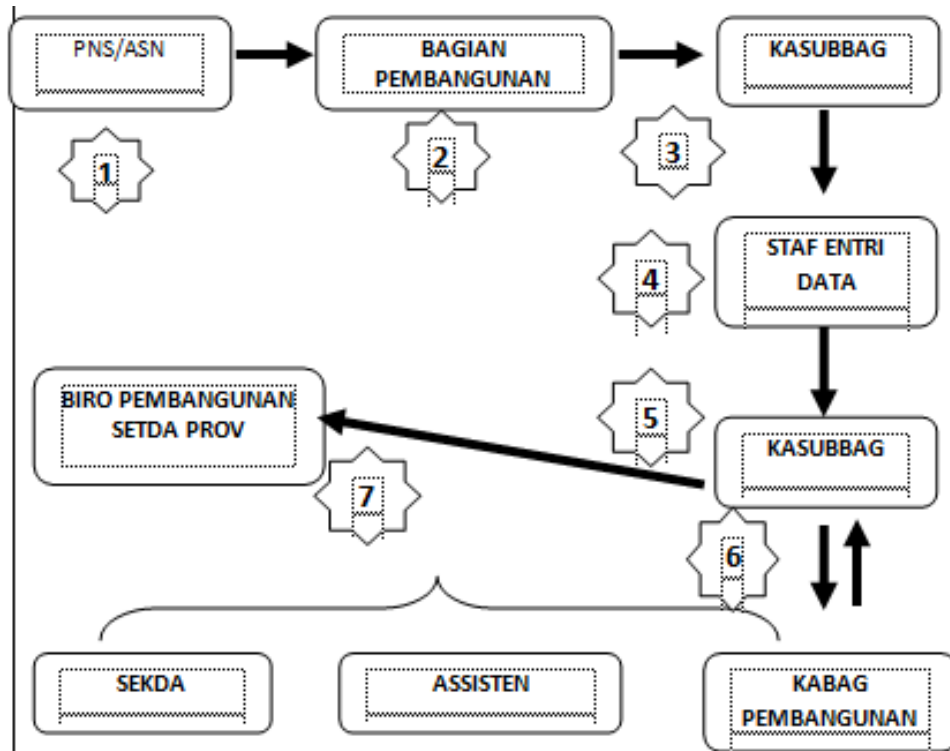 PNS/ASN
BAGIAN
PEMBANGUNAN
KASUBBAG
1
2
3
STAF ENTRI
DATA
4
BIRO PEMBANGUNAN
SETDA PROV
5
KASUBBAG
7
6
SEKDA
ASSISTEN
KABAG
PEMBANGUNAN